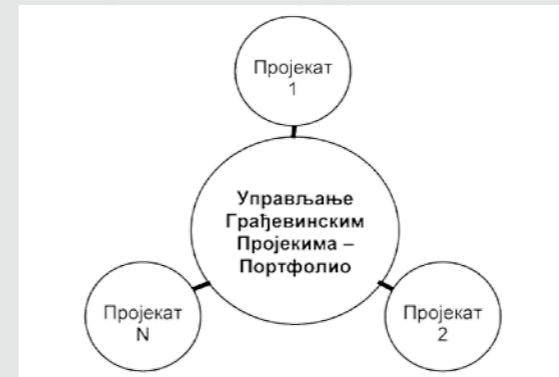 Пројекат
1
Управљање
Грађевинским
Пројекима –
Портфолио
Пројекат
N
Пројекат
2